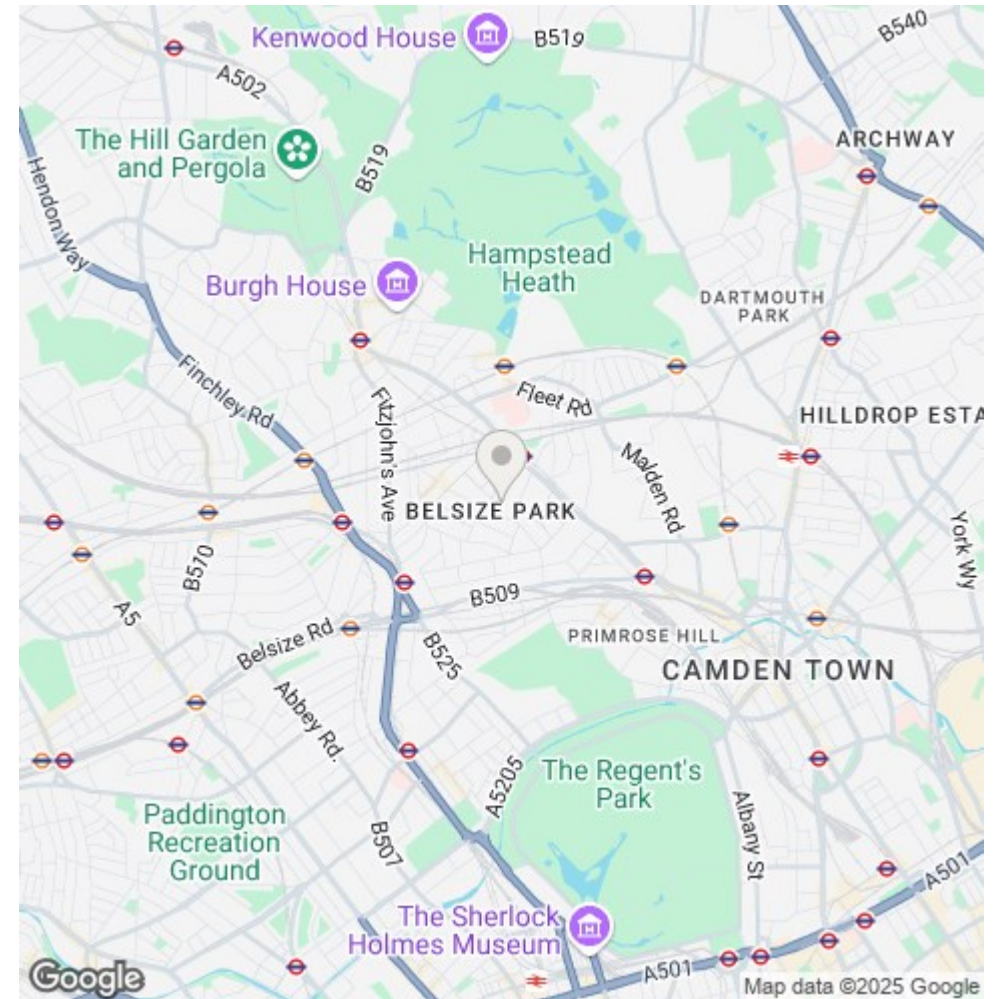 Kenwood House
B519
B540
A502
The Hill Garden
and Pergola
B519
ARCHWAY
Hendon Way
Hampstead
Heath
Burgh House
DARTMOUTH
PARK
Finchley Rd
Fitzjohn's Ave
Fleet Rd
HILLDROP ESTA
Malden Rd
BELSIZE PARK
York Wy
B570
A5
B509
Belsize Rd
B525
PRIMROSE HILL
CAMDEN TOWN
Abbey Rd.
The Regent's
Park
A5205
Albany St
Paddington
Recreation
Ground
B507
A501
The Sherlock
Holmes Museum
A501
Google
Map data ©2025 Google